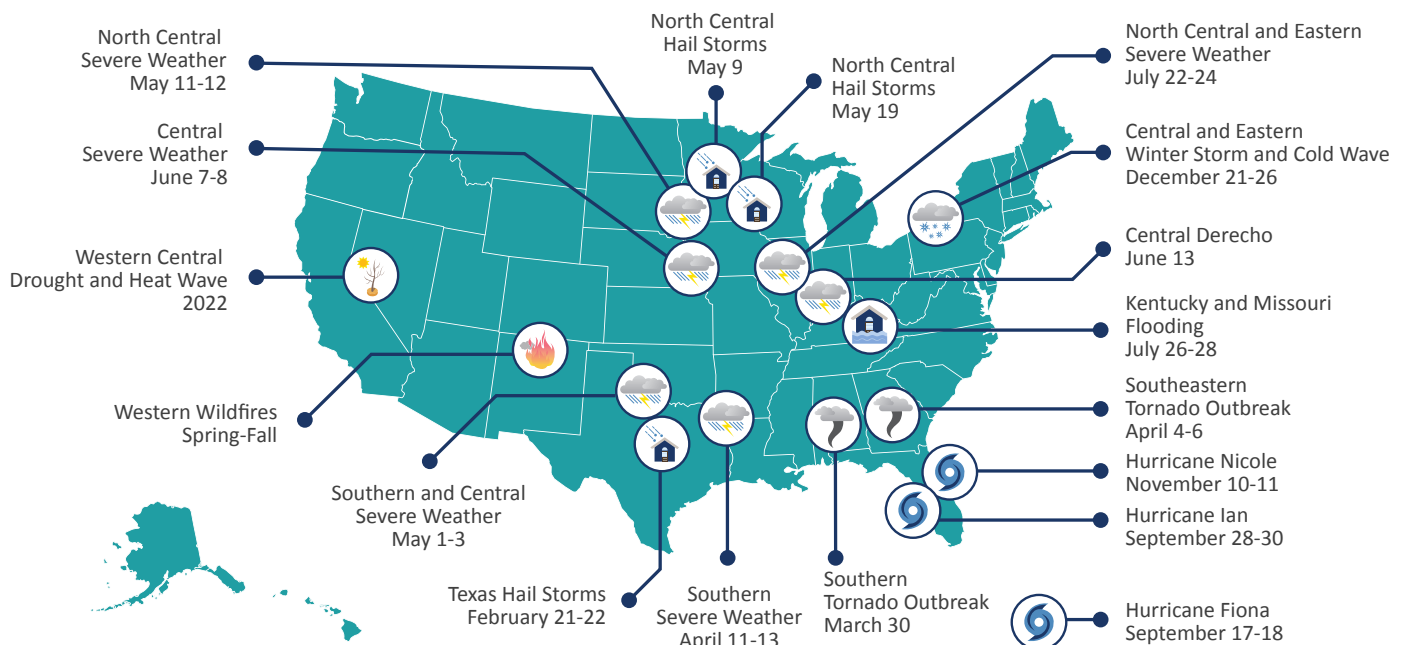 North Central
Severe Weather
May 11-12
Central
Severe Weather
June 7-8
Western Central
Drought and Heat Wave
2022
Western Wildfires
Spring-Fall
Southern and Central
Severe Weather
May 1-3
Texas Hail Storms
February 21-22
Southern
Severe Weather
April 11-13
Southern
Tornado Outbreak
March 30
North Central
Hail Storms
May 9
North Central
Hail Storms
May 19
North Central and Eastern
Severe Weather
July 22-24
Central and Eastern
Winter Storm and Cold Wave
December 21-26
Central Derecho
June 13
Kentucky and Missouri
Flooding
July 26-28
Southeastern
Tornado Outbreak
April 4-6
Hurricane Nicole
November 10-11
Hurricane Ian
September 28-30
Hurricane Fiona
September 17-18